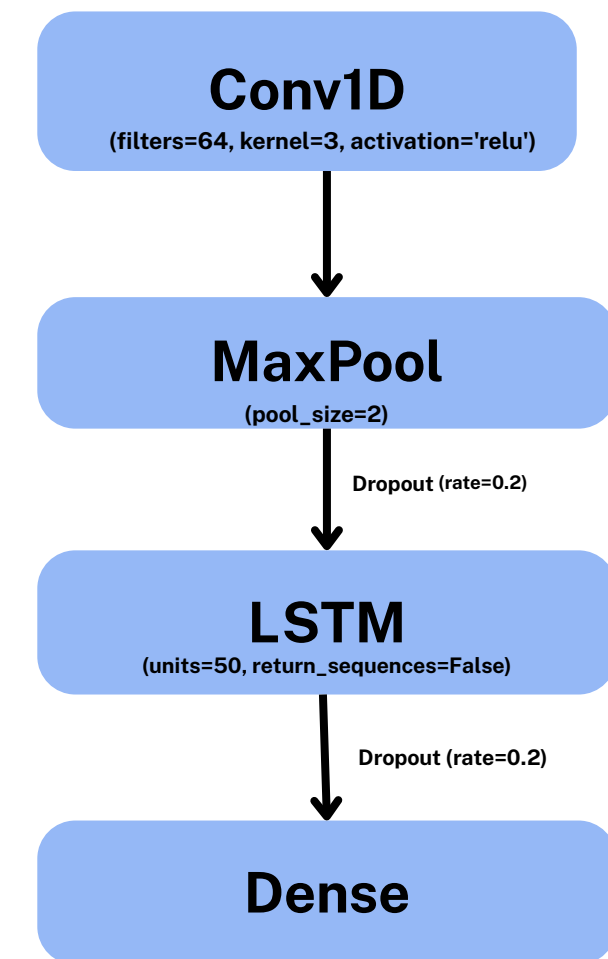 Conv1D
(filters=64, kernel=3, activation='relu')
MaxPool
(pool_size=2)
Dropout (rate=0.2)
LSTM
(units=50, return_sequences=False)
Dropout (rate=0.2)
Dense